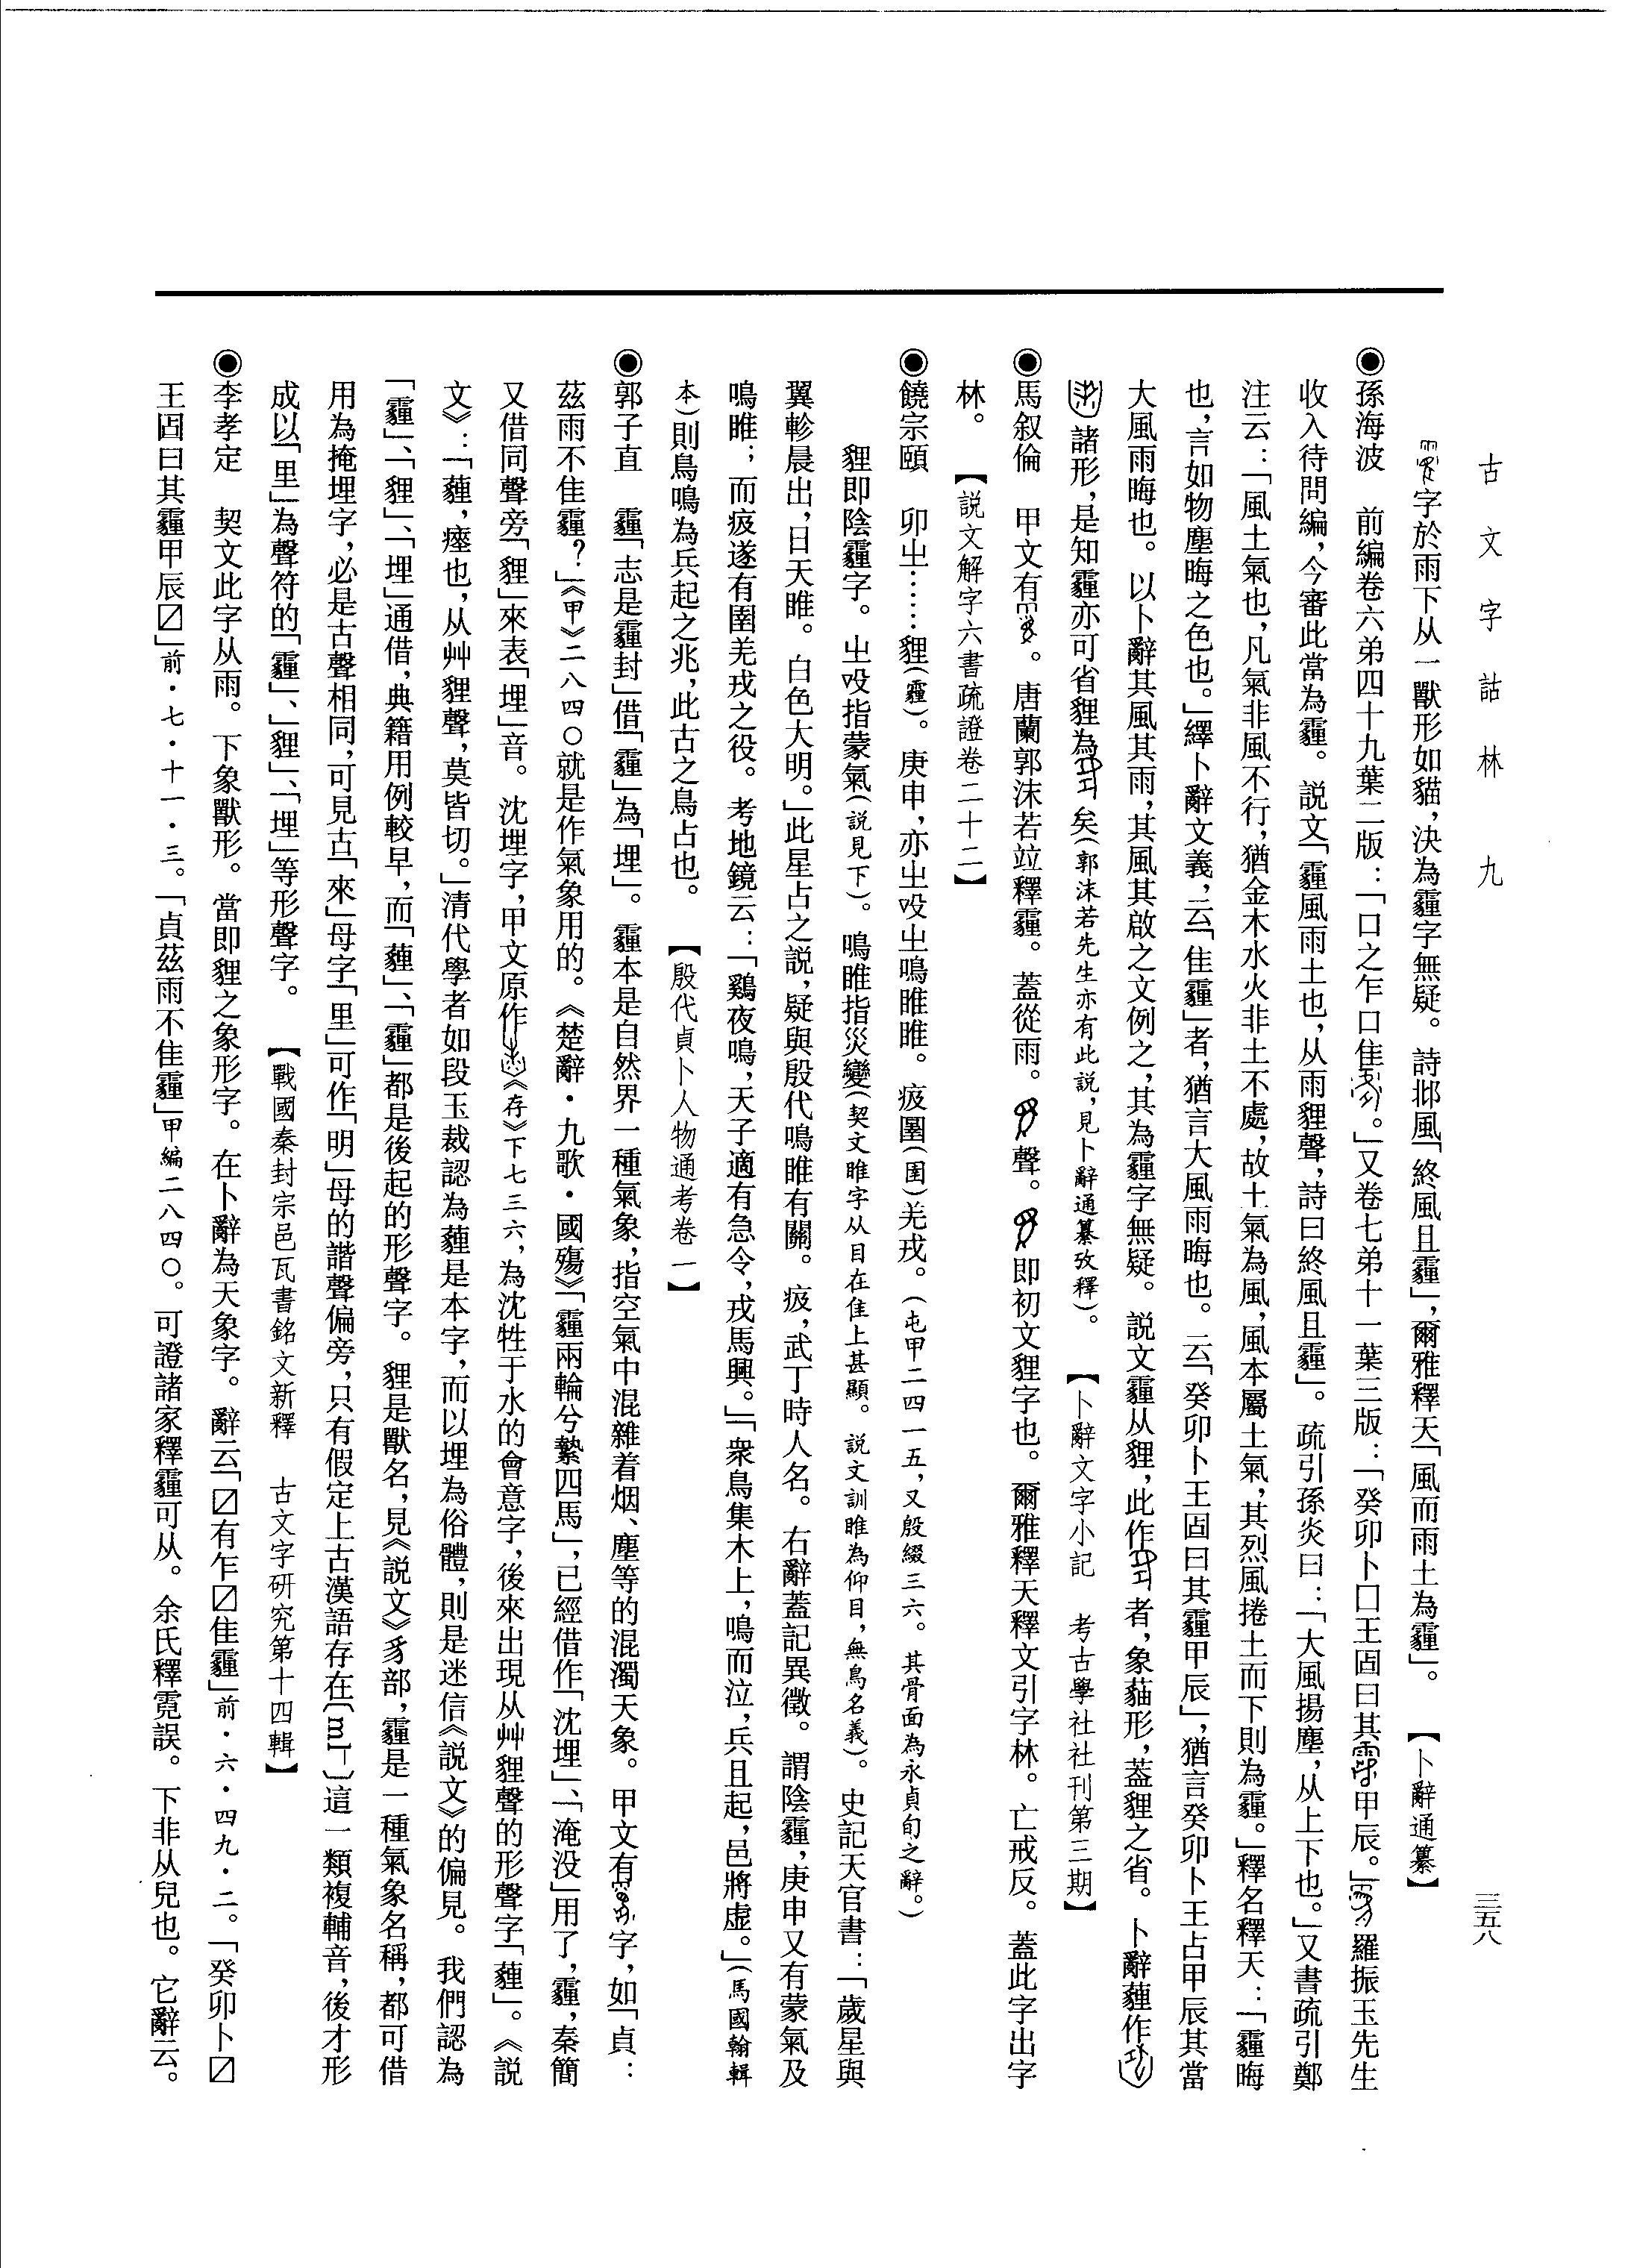 古文字詁林 九
三五八
字於雨下从一獸形如貓，決為霾字無疑。詩邶風「終風且霾」，爾雅釋天「風而雨土為霾」。【卜辭通纂】
◉孫海波 前編卷六弟四十九葉二版：「口之乍口隹。」又卷七弟十一葉三版：「癸卯卜囗王固曰其甲辰。」羅振玉先生
收入待問編，今審此當為霾。説文「霾風雨土也，从雨貍聲，詩曰終風且霾」。疏引孫炎曰：「大風揚塵，从上下也。」又書疏引鄭
注云：「風土氣也，凡氣非風不行，猶金木水火非土不處，故土氣為風，風本屬土氣，其烈風捲土而下則為霾。」釋名釋天：「霾晦
也，言如物塵晦之色也。」繹卜辭文義，云「隹霾」者，猶言大風雨晦也。云「癸卯卜王固曰其霾甲辰」，猶言癸卯卜王占甲辰其當
大風雨晦也。以卜辭其風其雨，其風其啟之文例之，其為霾字無疑。説文霾从貍，此作者，象貓形，蓋貍之省。卜辭薶作
諸形，是知霾亦可省貍為矣（郭沫若先生亦有此説，見卜辭通纂攷釋）。【卜辭文字小記 考古學社社刊第三期】
◉馬叙倫 甲文有。唐蘭郭沫若竝釋霾。蓋從雨。聲。即初文貍字也。爾雅釋天釋文引字林。亡戒反。蓋此字出字
林。【説文解字六書疏證卷二十二】
◉饒宗頤 卯㞢……貍（霾）。庚申，亦㞢㱿㞢鳴雎雎。疫圉（圉）羌戎。（屯甲二四一五，又殷綴三六。其骨面為永貞旬之辭。）
貍即陰霾字。㞢指蒙氣（説見下）。鳴雎指災變（契文雎字从目在隹上甚顯。説文訓雎為仰目，無鳥名義）。史記天官書：「歲星與
翼軫晨出，曰天雎。白色大明。」此星占之説，疑與殷代鳴雎有關。疫，武丁時人名。右辭蓋記異徵。謂陰霾，庚申又有蒙氣及
鳴雎；而疫遂有圉羌戎之役。考地鏡云：「鷄夜鳴，天子適有急令，戎馬興。」「衆鳥集木上，鳴而泣，兵且起，邑將虛。」（馬國翰輯
本）則鳥鳴為兵起之兆，此古之鳥占也。【殷代貞卜人物通考卷一】
◉郭子直 霾「志是霾封」借「霾」為「埋」。霾本是自然界一種氣象，指空氣中混雜着烟、塵等的混濁天象。甲文有字，如「貞：
茲雨不隹霾？」《甲》二八四〇就是作氣象用的。《楚辭・九歌・國殤》「霾兩輪兮縶四馬」，已經借作「沈埋」、「淹没」用了，霾，秦簡
又借同聲旁「貍」來表「埋」音。沈埋字，甲文原作《存》下七三六，為沈牲于水的會意字，後來出現从艸貍聲的形聲字「薶」。《説
文》：「薶，瘞也，从艸貍聲，莫皆切。」清代學者如段玉裁認為薶是本字，而以埋為俗體，則是迷信《説文》的偏見。我們認為
「霾」、「貍」、「埋」通借，典籍用例較早，而「薶」、「霾」都是後起的形聲字。貍是獸名，見《説文》豸部，霾是一種氣象名稱，都可借
用為掩埋字，必是古聲相同，可見古「來」母字「里」可作「明」母的諧聲偏旁，只有假定上古漢語存在〔ml－〕這一類複輔音，後才形
成以「里」為聲符的「霾」、「貍」、「埋」等形聲字。【戰國秦封宗邑瓦書銘文新釋 古文字研究第十四輯】
◉李孝定 契文此字从雨。下象獸形。當即貍之象形字。在卜辭為天象字。辭云「〼有乍〼隹霾」前・六・四九・二。「癸卯卜〼
王固曰其霾甲辰〼」前・七・十一・三。「貞茲雨不隹霾」甲編二八四〇。可證諸家釋霾可从。余氏釋霓誤。下非从兒也。它辭云。